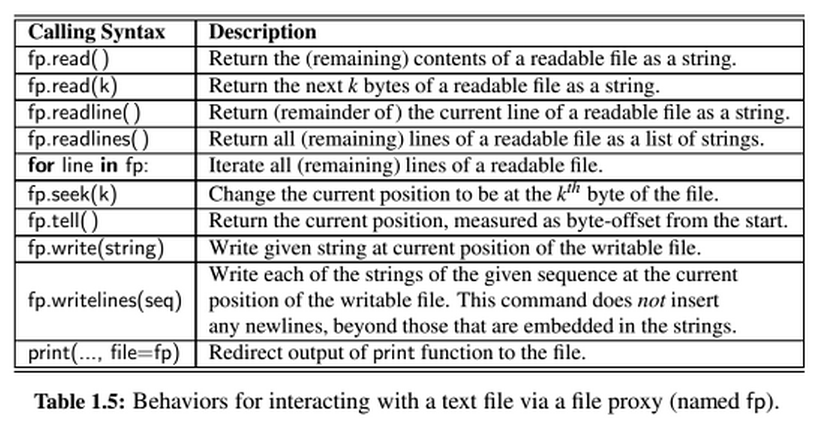 Calling Syntax Description
fp.read( ) Return the (remaining) contents of a readable file as a string.
fp.read(k) Return the next k bytes of a readable file as a string.
fp.readline( ) Return (remainder of ) the current line of a readable file as a string.
fp.readlines( ) Return all (remaining) lines of a readable file as a list of strings.
for line in fp: Iterate all (remaining) lines of a readable file.
fp.seek(k) Change the current position to be at the kth byte of the file.
fp.tell( ) Return the current position, measured as byte-offset from the start.
fp.write(string) Write given string at current position of the writable file.
Write each of the strings of the given sequence at the current
fp.writelines(seq) position of the writable file. This command does not insert
any newlines, beyond those that are embedded in the strings.
print(..., file=fp) Redirect output of print function to the file.
Table 1.5: Behaviors for interacting with a text file via a file proxy (named fp).